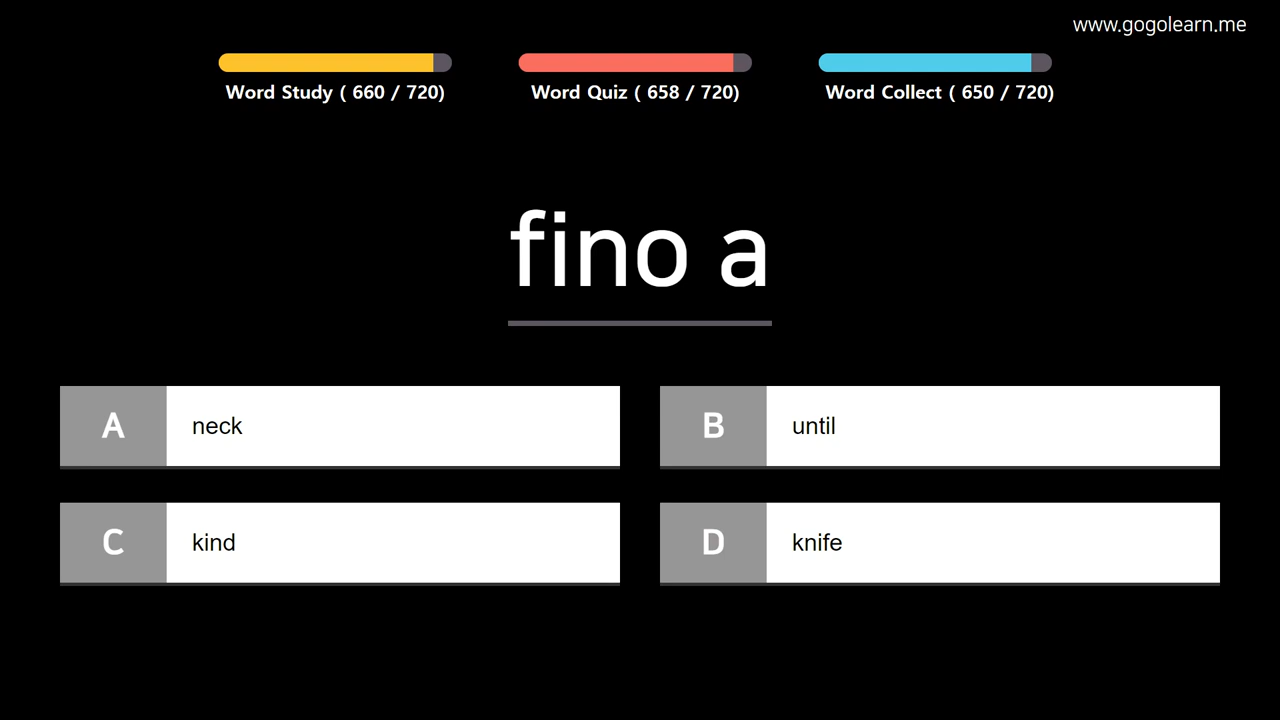 www.gogolearn.me
Word Study ( 660 / 720)
Word Quiz ( 658 / 720)
Word Collect ( 650 / 720)
fino a
A neck
B until
C kind
D knife